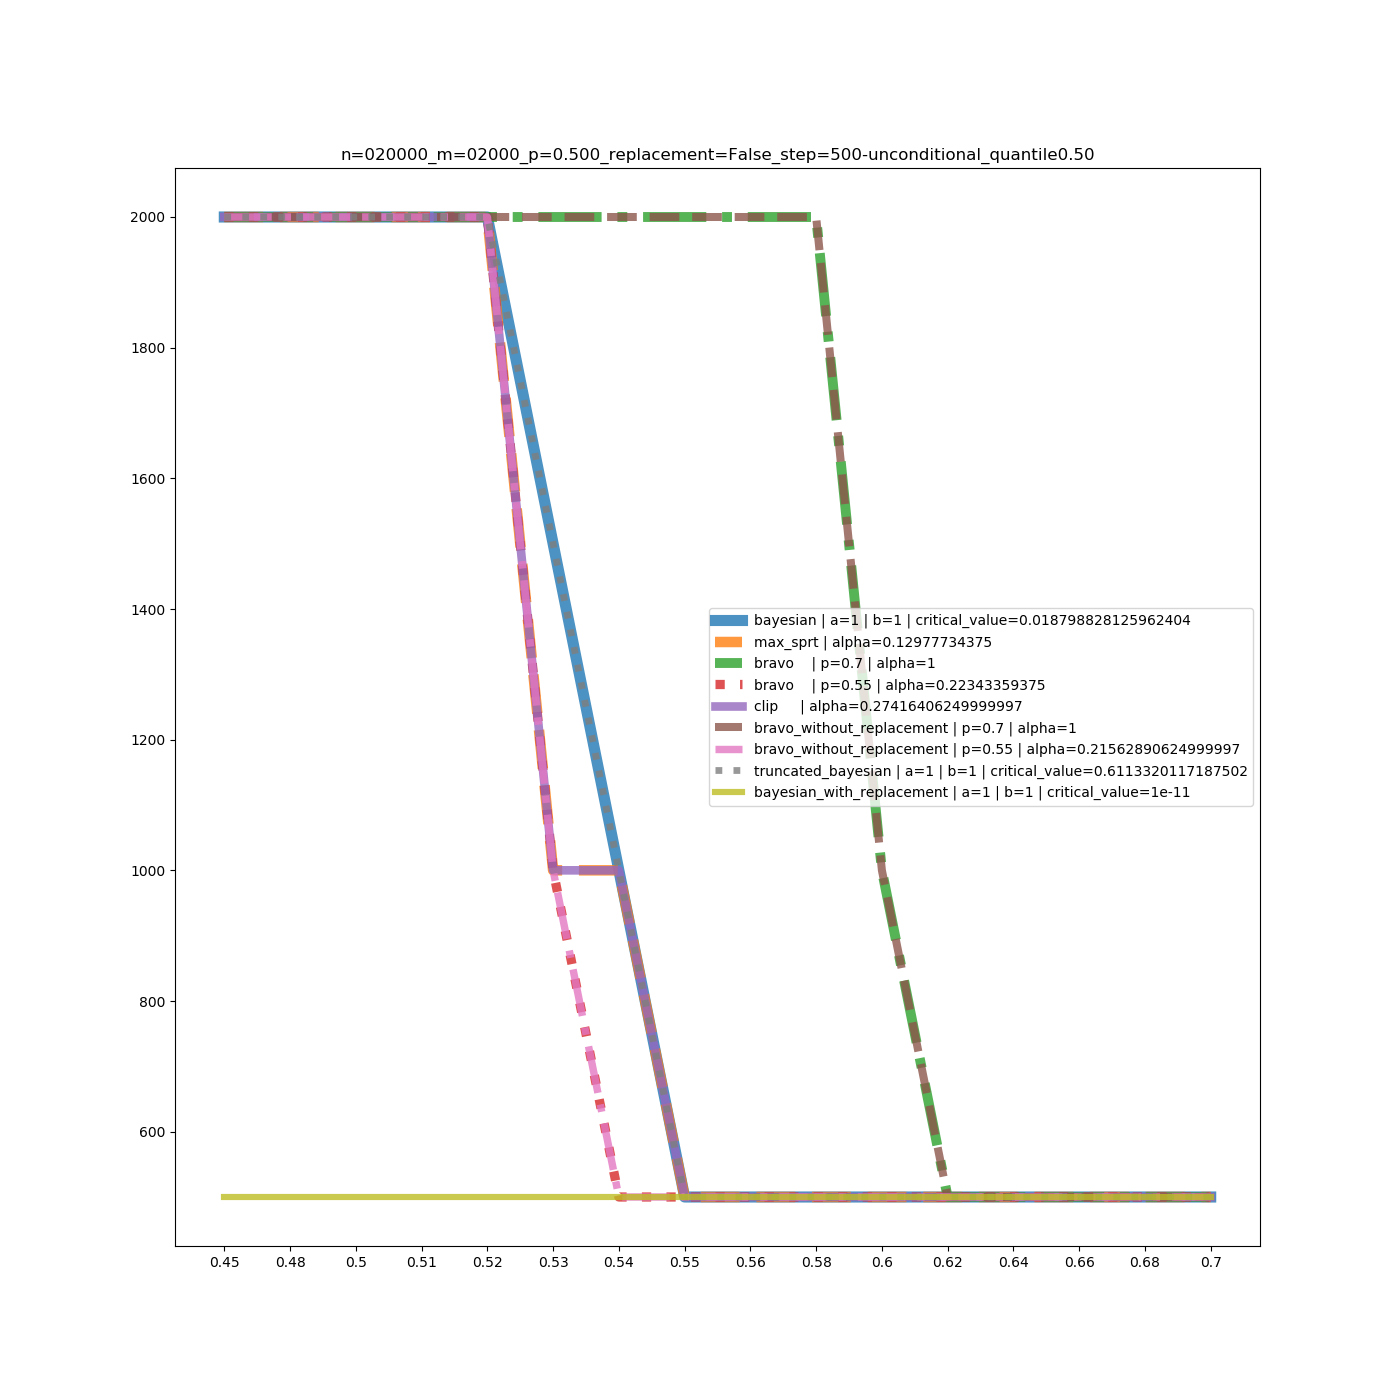 n=020000_m=02000_p=0.500_replacement=False_step=500-unconditional_quantile0.50
2000
1800
1600
1400
1200
1000
800
600
bayesian | a=1 | b=1 | critical_value=0.018798828125962404
max_sprt | alpha=0.12977734375
bravo | p=0.7 | alpha=1
bravo | p=0.55 | alpha=0.22343359375
clip | alpha=0.27416406249999997
bravo_without_replacement | p=0.7 | alpha=1
bravo_without_replacement | p=0.55 | alpha=0.21562890624999997
truncated_bayesian | a=1 | b=1 | critical_value=0.6113320117187502
bayesian_with_replacement | a=1 | b=1 | critical_value=1e-11
0.45 0.48 0.5 0.51 0.52 0.53 0.54 0.55 0.56 0.58 0.6 0.62 0.64 0.66 0.68 0.7